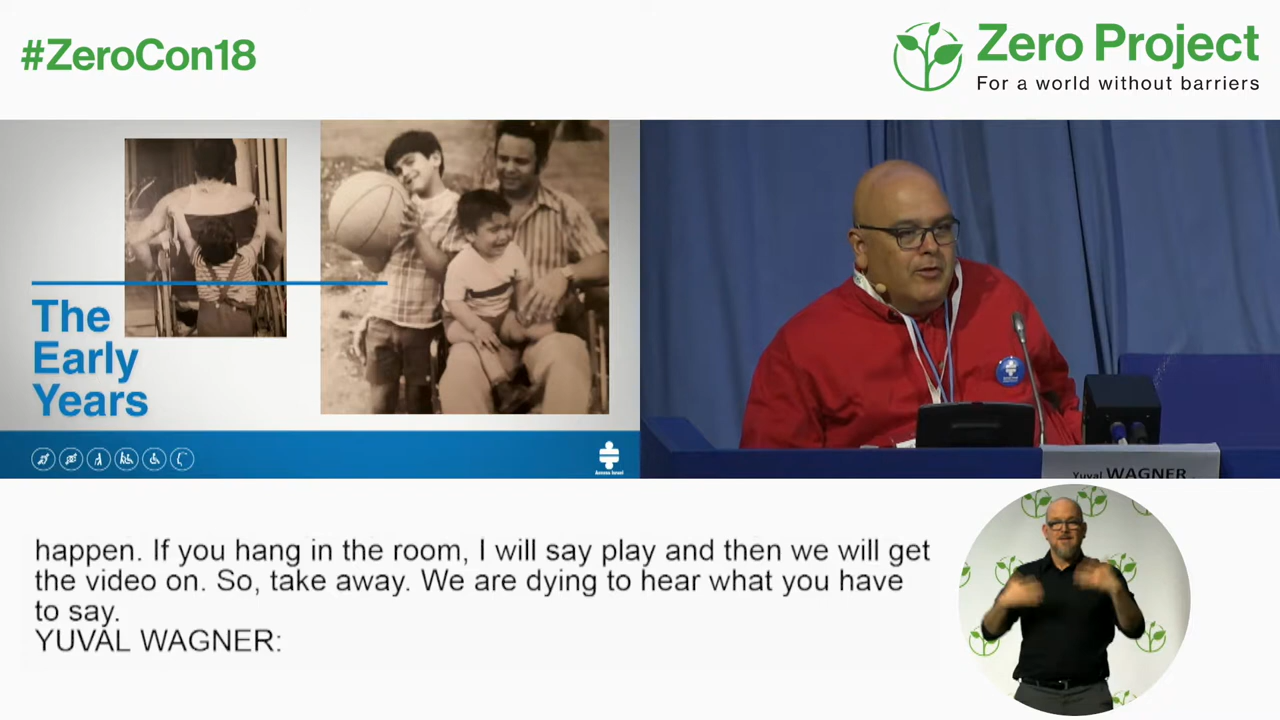 #ZeroCon18
Zero Project
For a world without barriers
The
Early
Years
Access Israel
Yuval WAGNER
happen. If you hang in the room, I will say play and then we will get
the video on. So, take away. We are dying to hear what you have
to say.
YUVAL WAGNER: